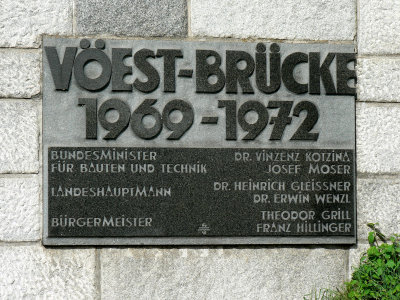 VÖEST-BRÜCKE
1969-1972
BUNDESMINISTER DR. VINZENZ KOTZINA
FÜR BAUTEN UND TECHNIK JOSEF MOSER
LANDESHAUPTMANN DR. HEINRICH GLEISSNER
DR. ERWIN WENZL
BÜRGERMEISTER THEODOR GRILL
FRANZ HILLINGER